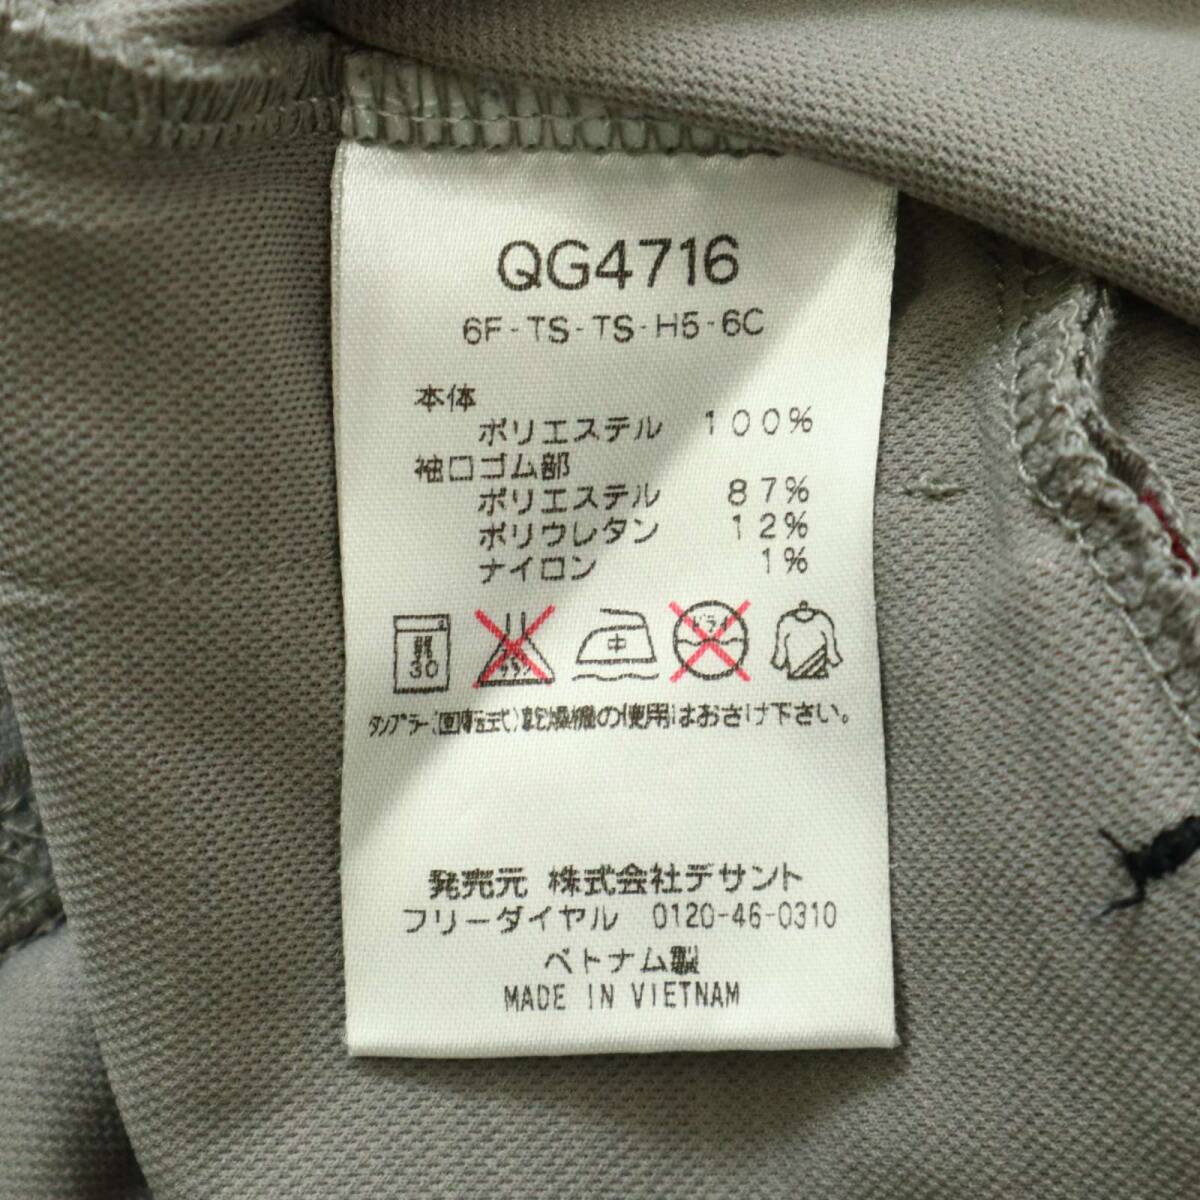 QG4716
6F-TS-TS-H5-6C
本体
ポリエステル 100%
袖口ゴム部
ポリエステル 87%
ポリウレタン 12%
ナイロン 1%
30
中
ドライ
タンブラー(回転式)乾燥機の使用はおさけ下さい。
発売元 株式会社デサント
フリーダイヤル 0120-46-0310
ベトナム製
MADE IN VIETNAM